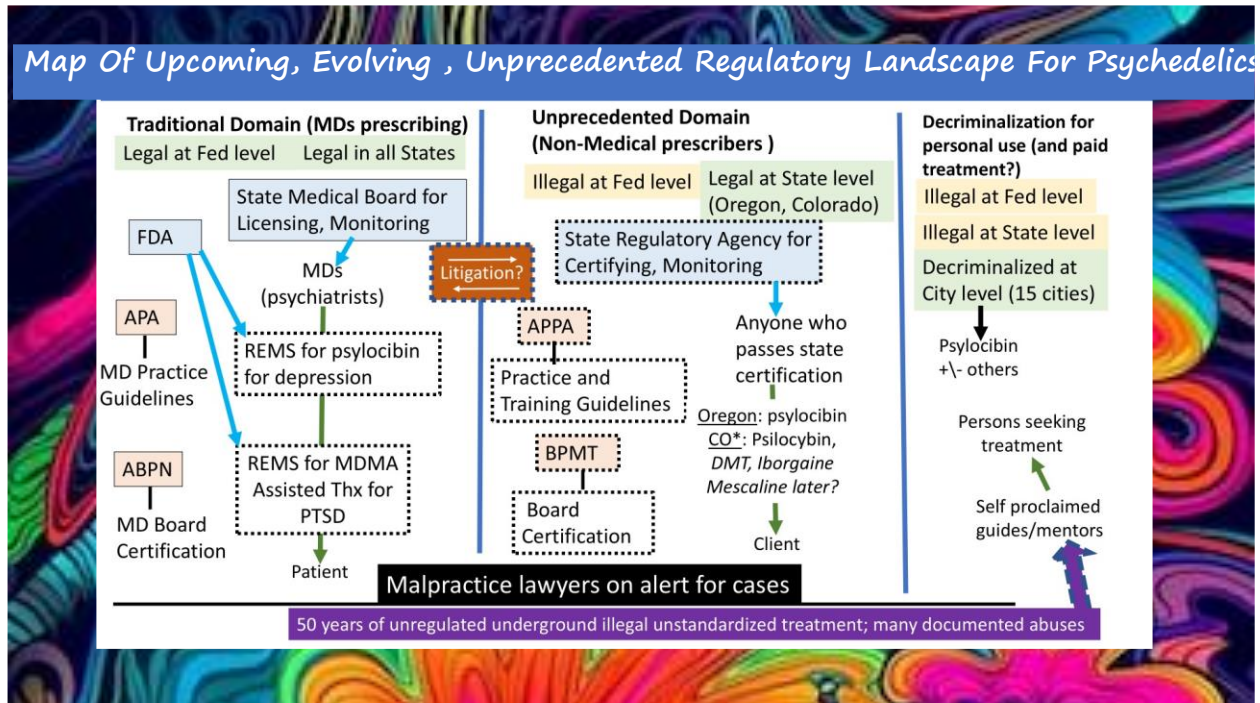 Map Of Upcoming, Evolving , Unprecedented Regulatory Landscape For Psychedelics
Traditional Domain (MDs prescribing)
Legal at Fed level
Legal in all States
State Medical Board for
Licensing, Monitoring
FDA
MDs
(psychiatrists)
APA
MD Practice
Guidelines
REMS for psylocibin
for depression
ABPN
MD Board
Certification
REMS for MDMA
Assisted Thx for
PTSD
Patient
Litigation?
Unprecedented Domain
(Non-Medical prescribers )
Illegal at Fed level
Legal at State level
(Oregon, Colorado)
State Regulatory Agency for
Certifying, Monitoring
APPA
Practice and
Training Guidelines
BPMT
Board
Certification
Anyone who
passes state
certification
Oregon: psylocibin
CO*: Psilocybin,
DMT, Iborgaine
Mescaline later?
Client
Decriminalization for
personal use (and paid
treatment?)
Illegal at Fed level
Illegal at State level
Decriminalized at
City level (15 cities)
Psylocibin
+\- others
Persons seeking
treatment
Self proclaimed
guides/mentors
Malpractice lawyers on alert for cases
50 years of unregulated underground illegal unstandardized treatment; many documented abuses